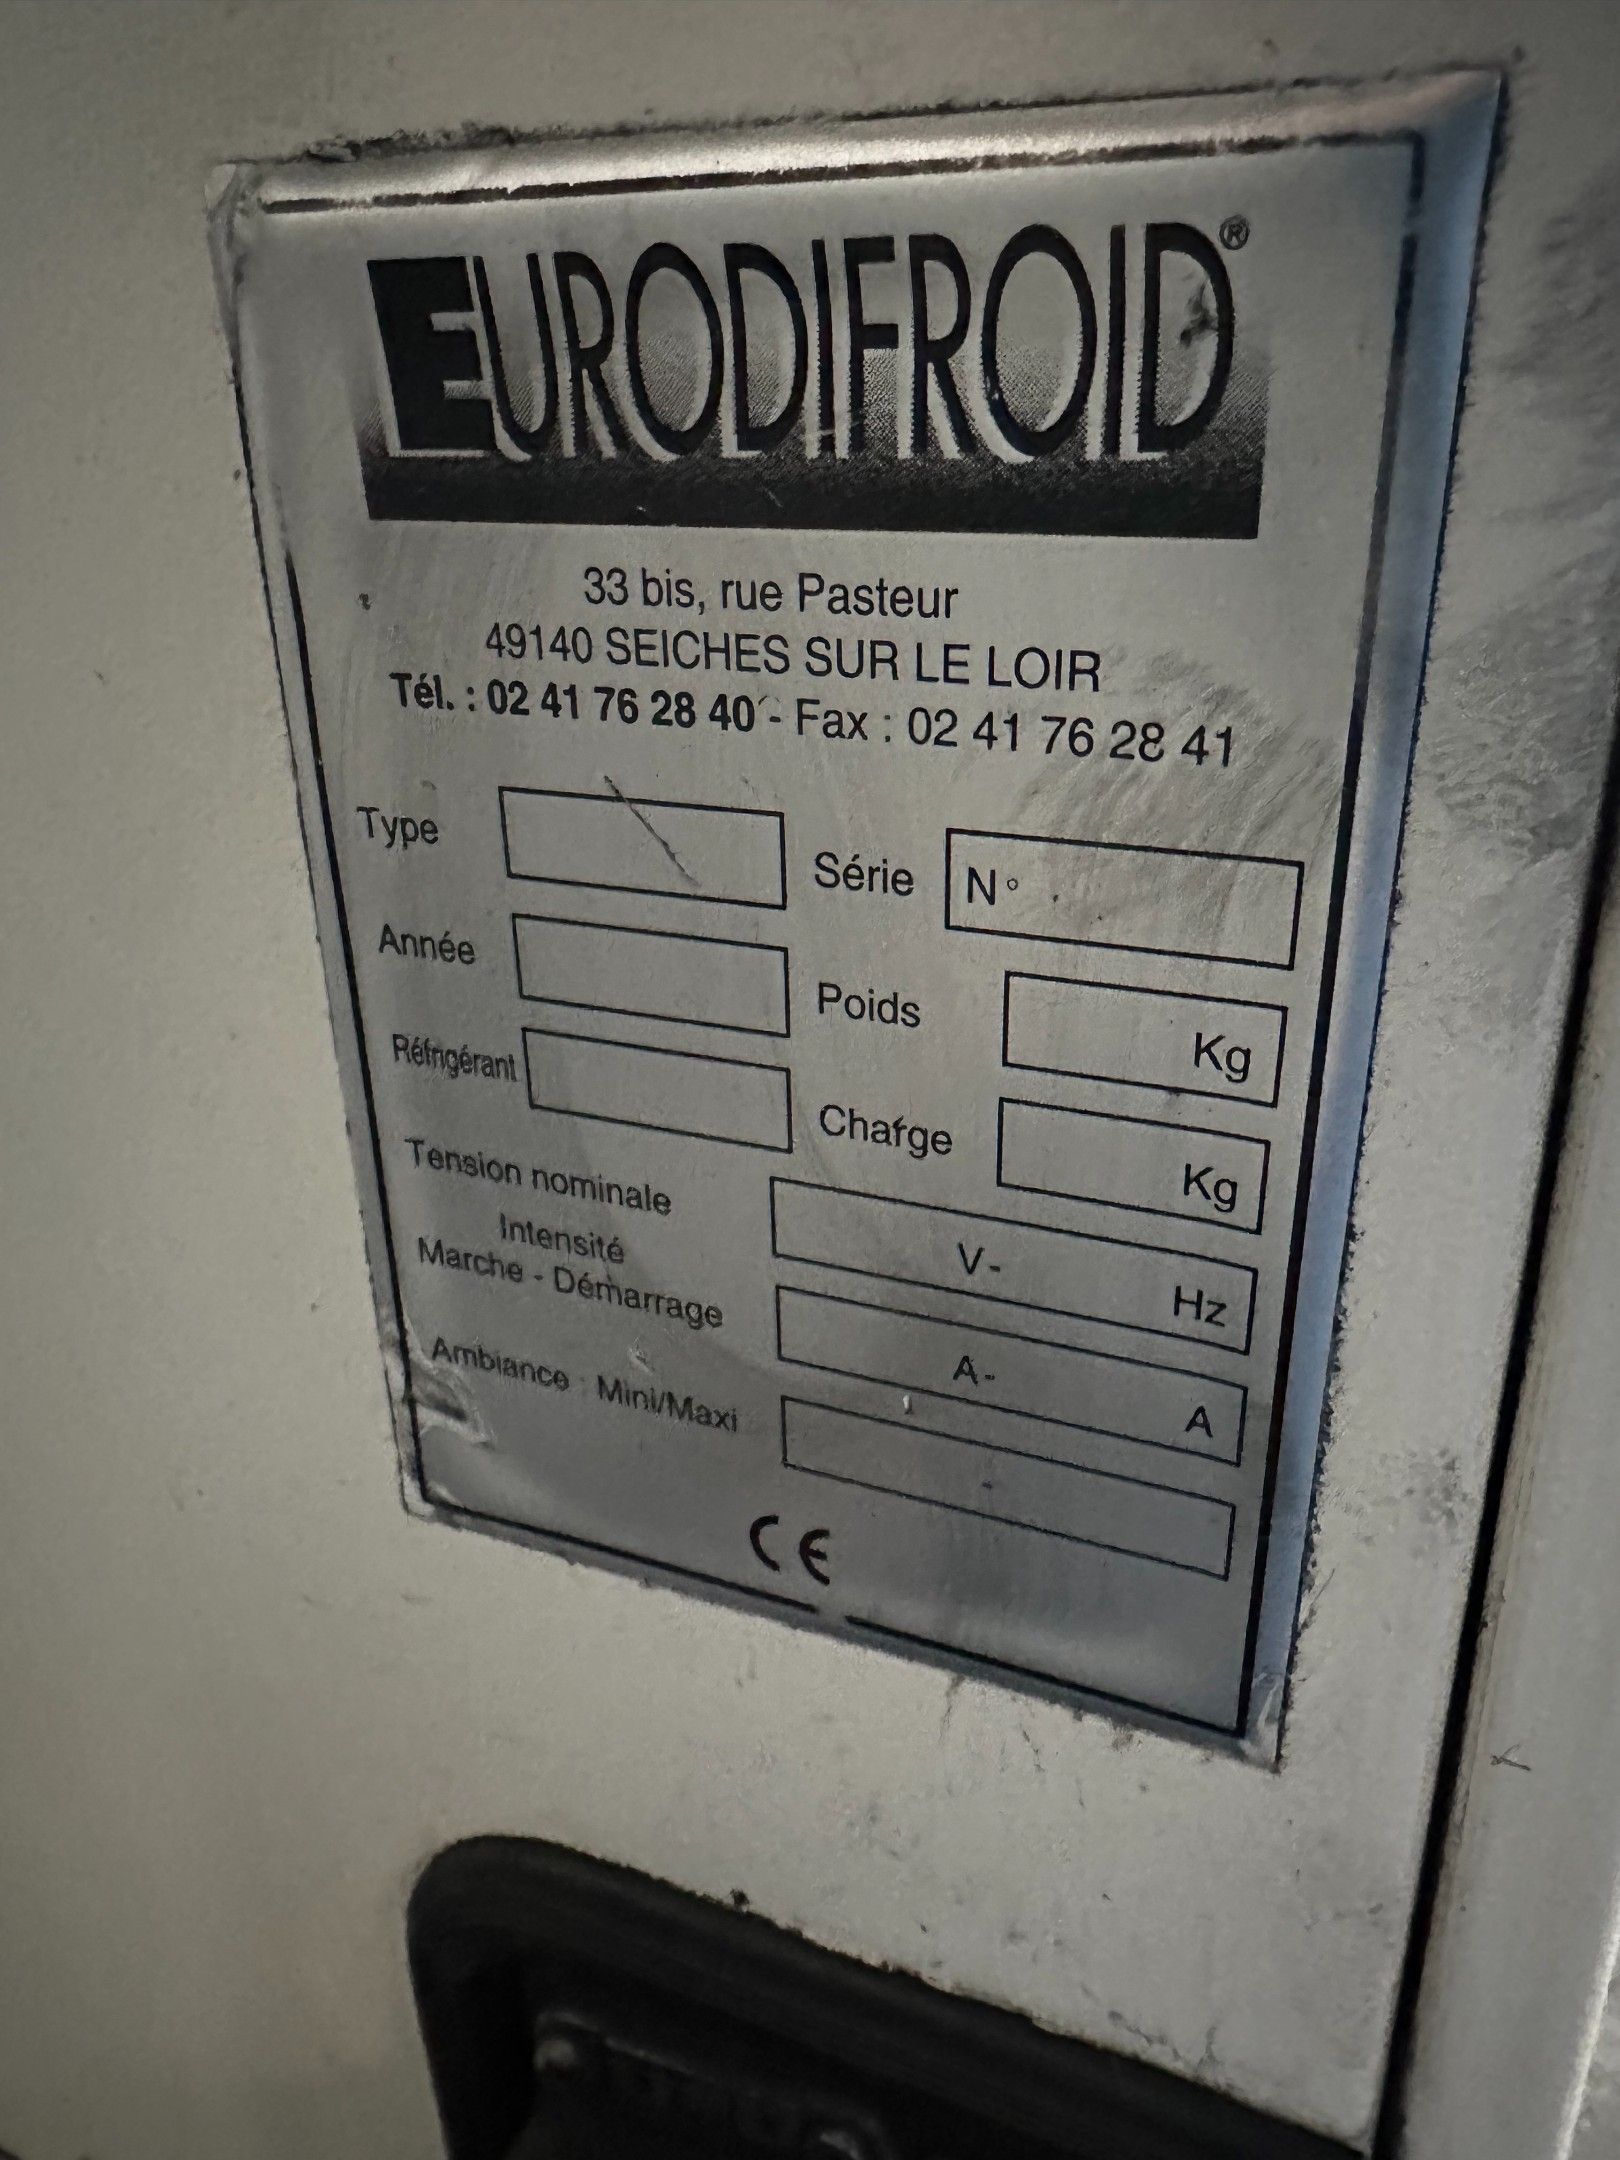 EURODIFROID®
33 bis, rue Pasteur
49140 SEICHES SUR LE LOIR
Tél. : 02 41 76 28 40 - Fax : 02 41 76 28 41
Type Série N°
Année Poids Kg
Réfrigérant Charge Kg
Tension nominale V- Hz
Intensité
Marche - Démarrage A- A
Ambiance : Mini/Maxi -
CE